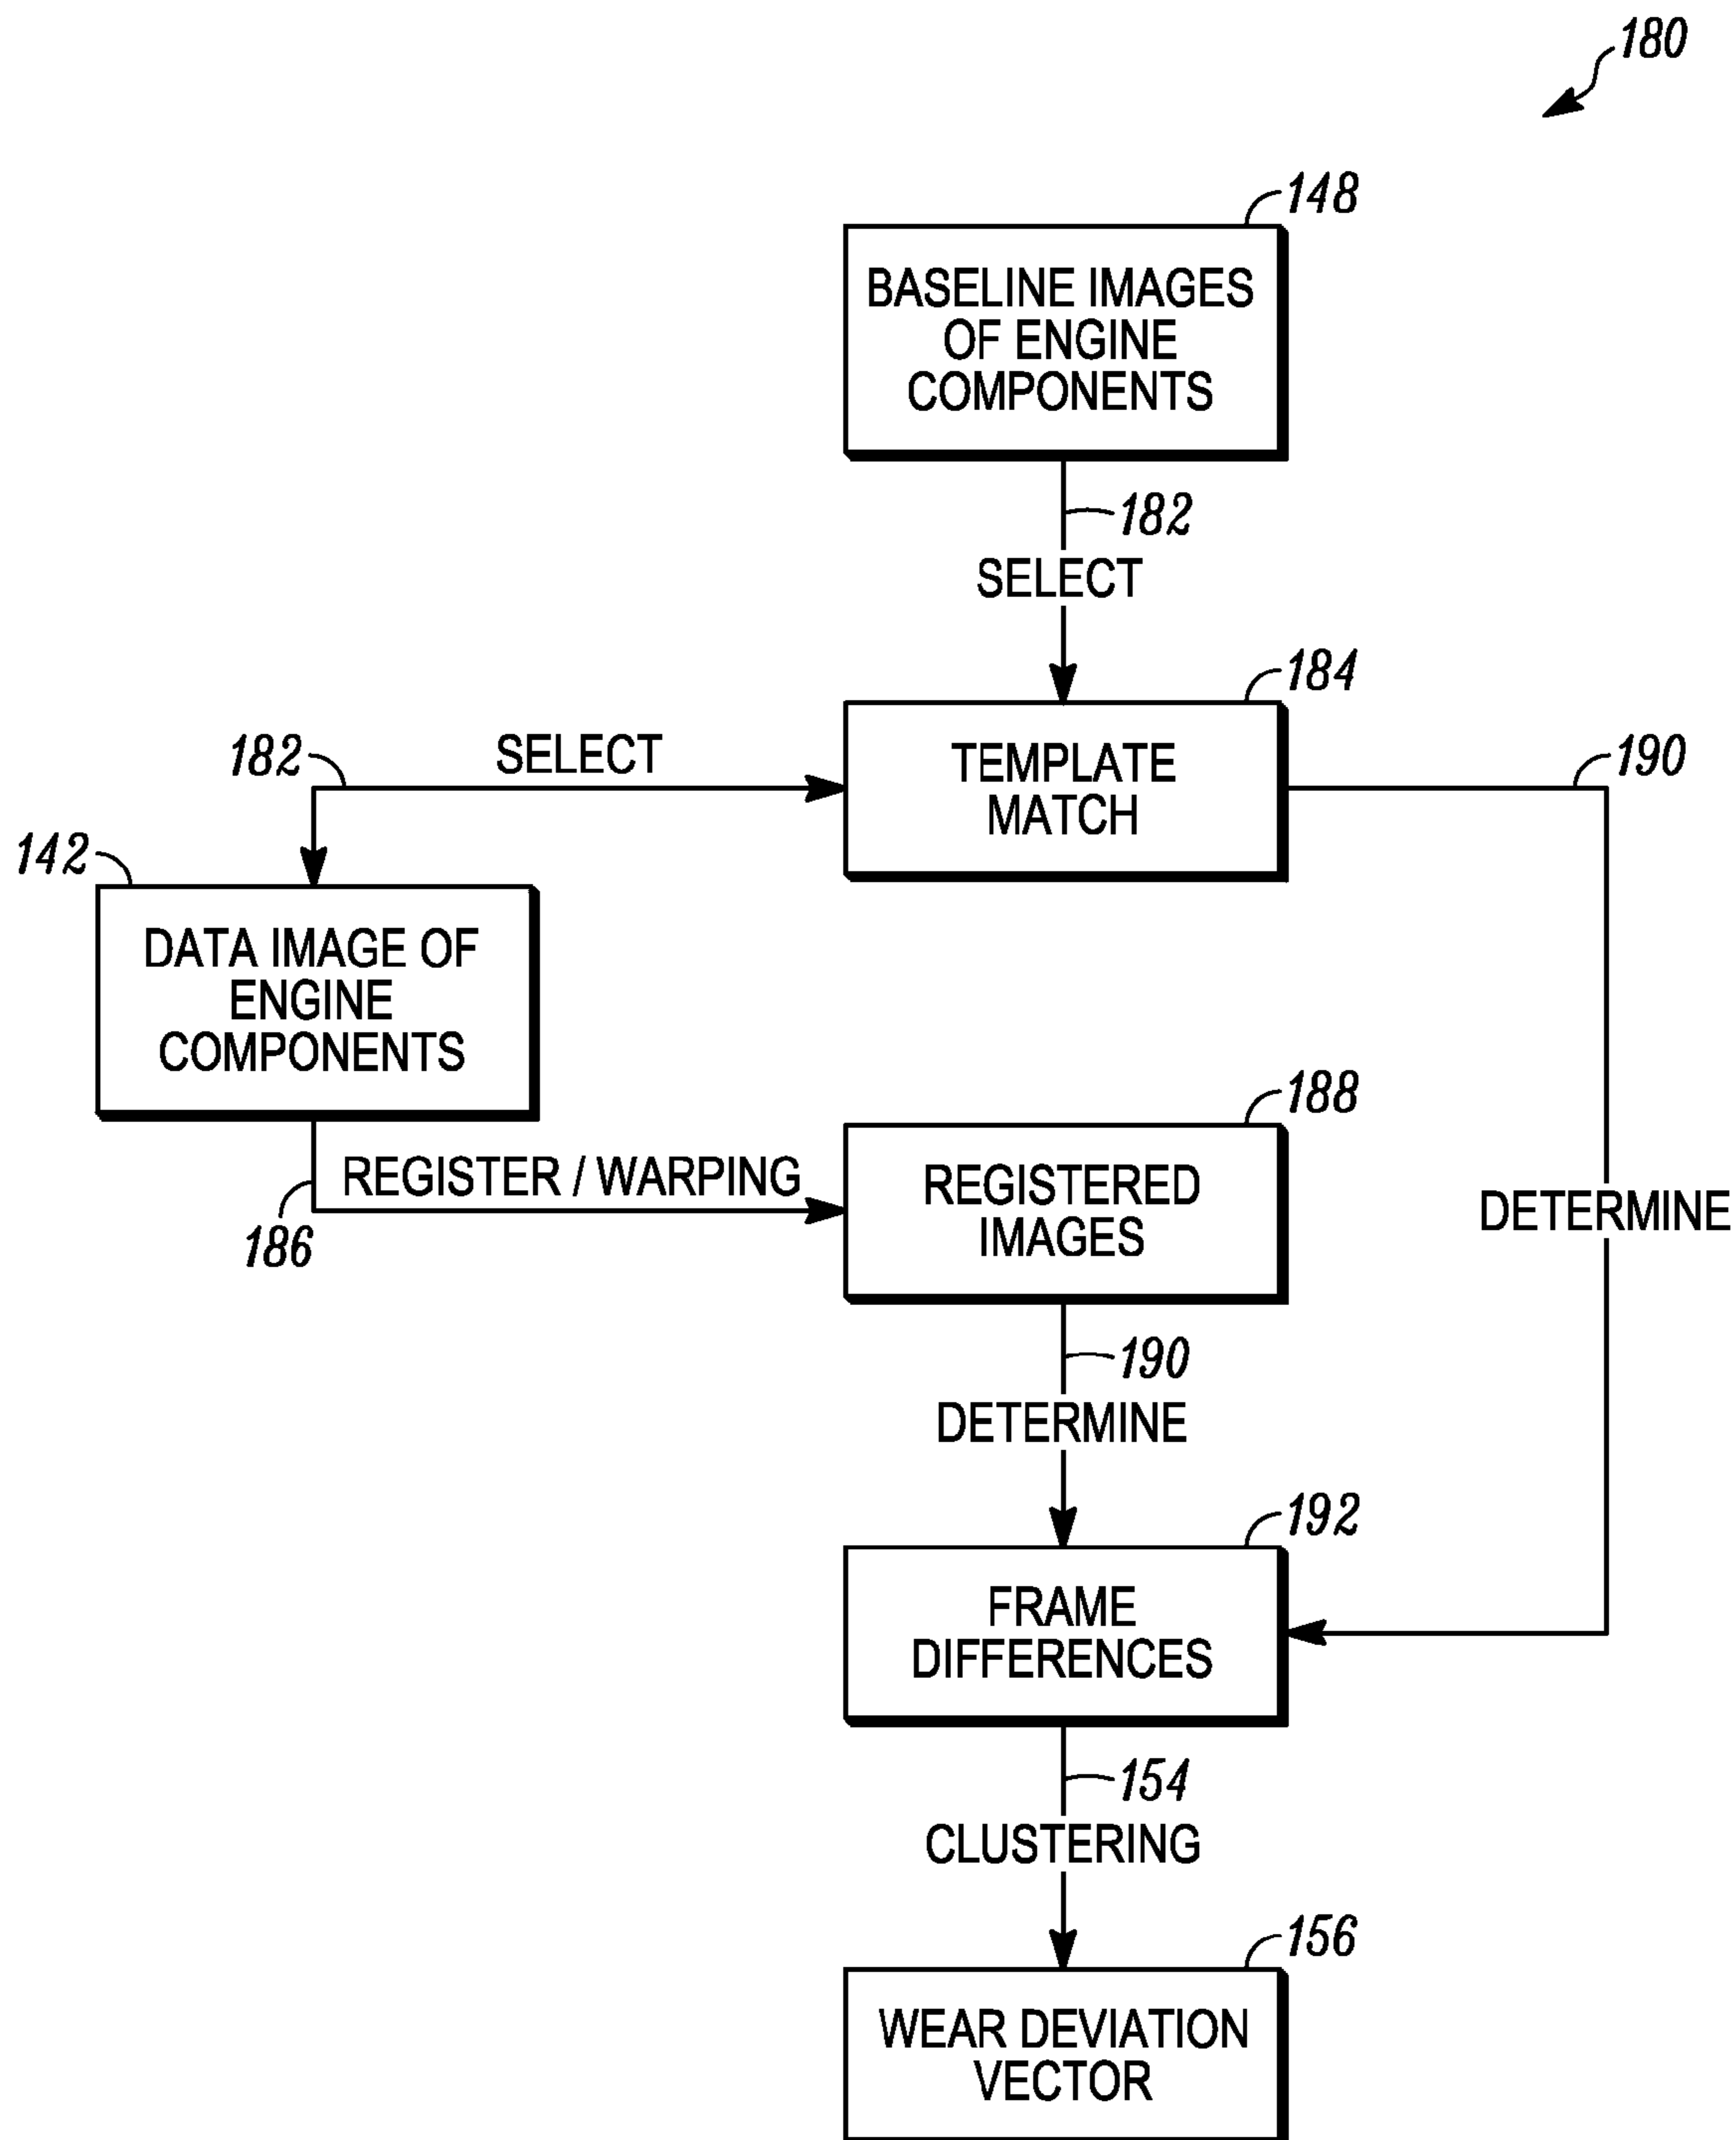 180
148
BASELINE IMAGES
OF ENGINE
COMPONENTS
182
SELECT
184
TEMPLATE
MATCH
182
SELECT
190
142
DATA IMAGE OF
ENGINE
COMPONENTS
188
REGISTER / WARPING
186
REGISTERED
IMAGES
DETERMINE
190
DETERMINE
192
FRAME
DIFFERENCES
154
CLUSTERING
156
WEAR DEVIATION
VECTOR